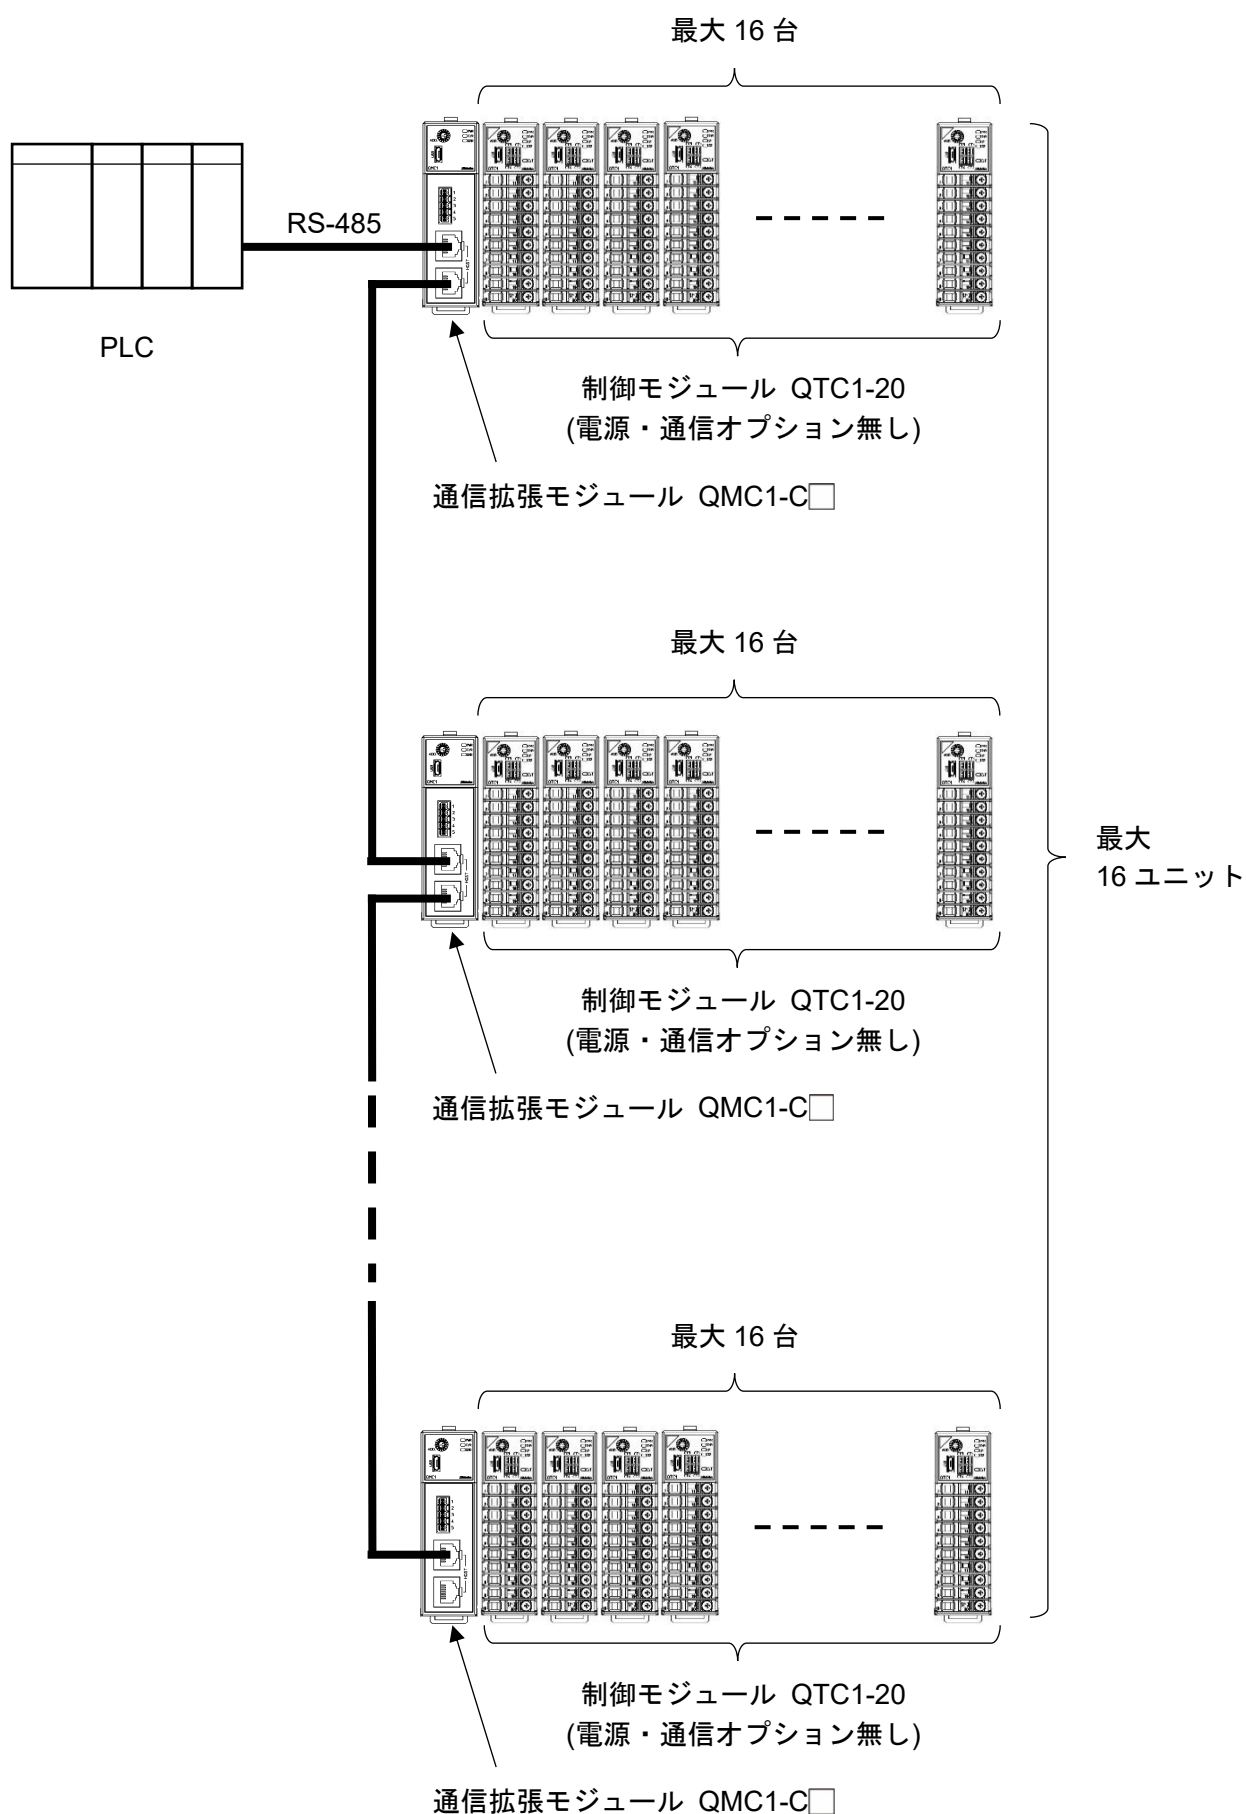 最大 16 台
RS-485
PLC
制御モジュール QTC1-20
(電源・通信オプション無し)
通信拡張モジュール QMC1-C□
最大 16 台
最大
16 ユニット
制御モジュール QTC1-20
(電源・通信オプション無し)
通信拡張モジュール QMC1-C□
最大 16 台
制御モジュール QTC1-20
(電源・通信オプション無し)
通信拡張モジュール QMC1-C□